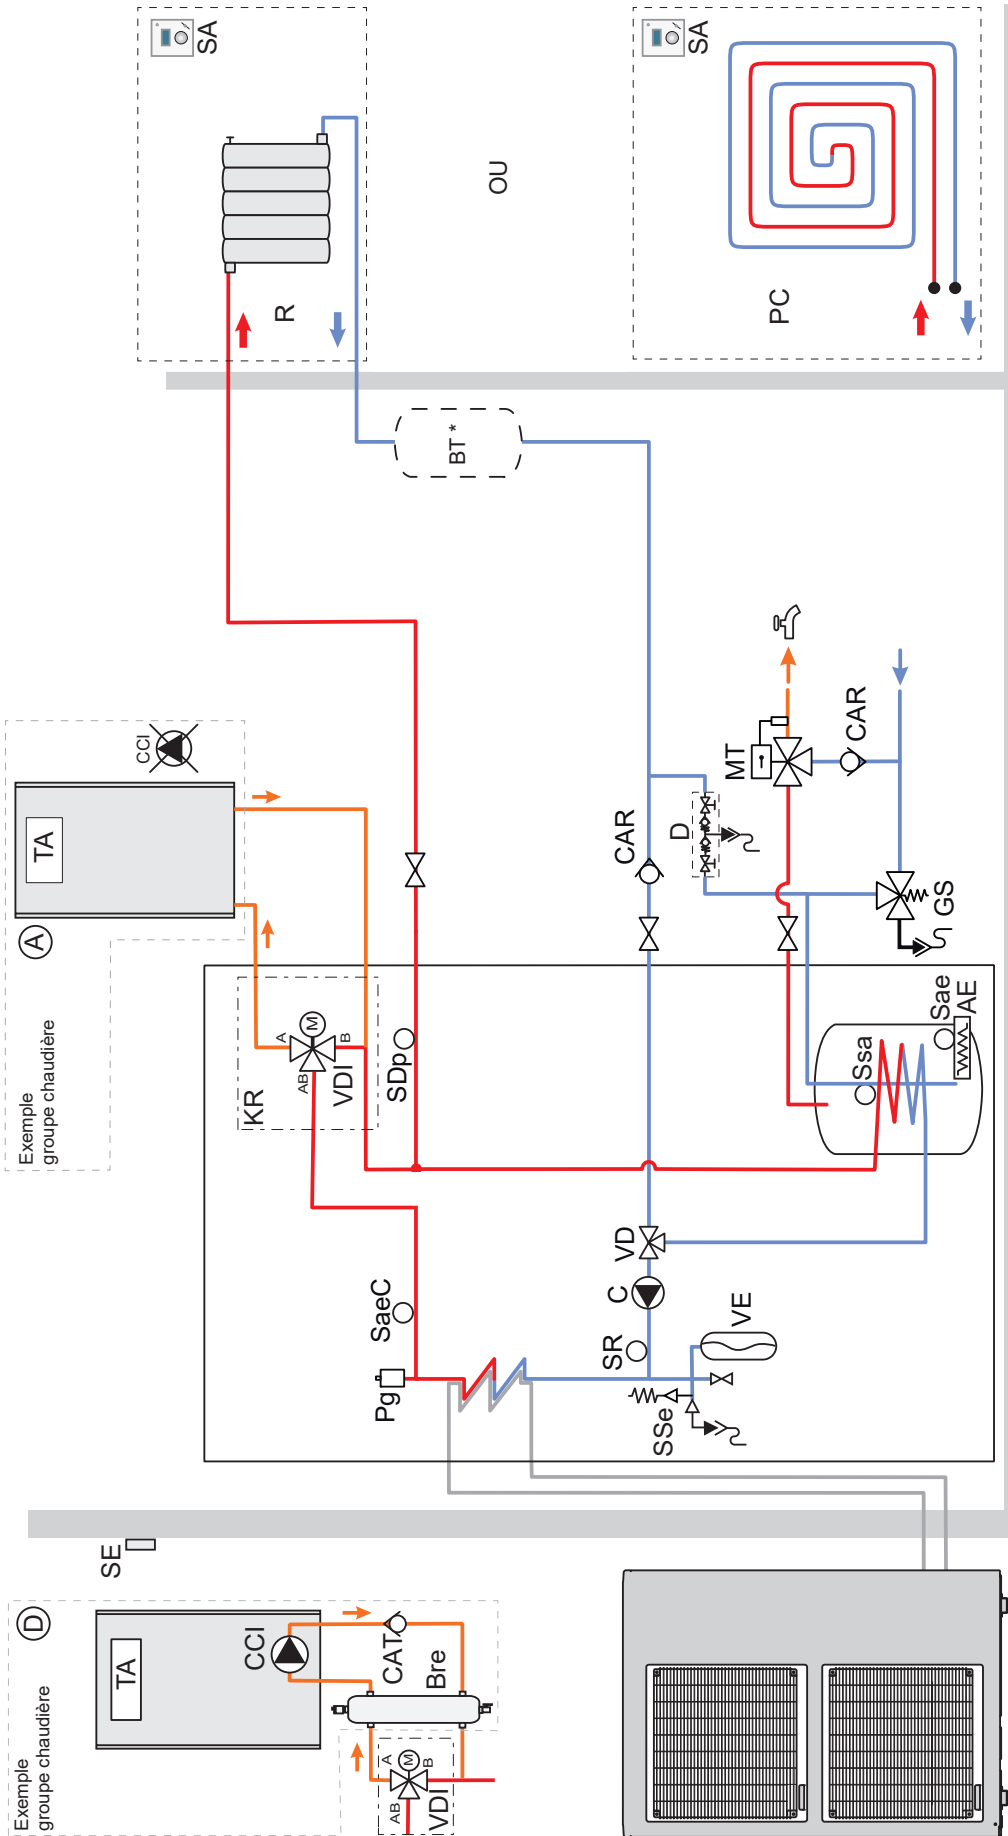 Exemple
groupe chaudière
D
TA
CCI
CAT
Bre
A
M
B
AB
VDI
SE
Exemple
groupe chaudière
A
TA
CCI
KR
A
M
B
AB
VDI
SDp
SaeC
Pg
SR
C
VD
SSe
VE
Ssa
Sae
AE
CAR
D
MT
CAR
GS
BT *
R
SA
OU
PC
SA